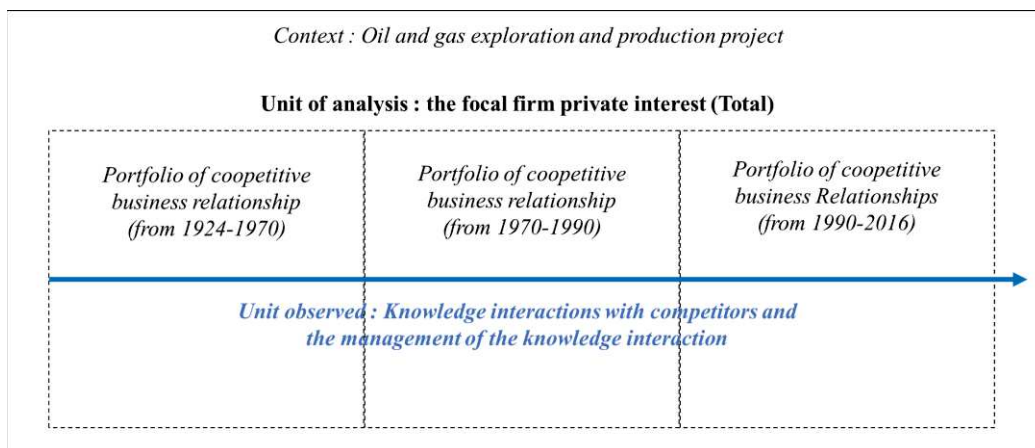 Context : Oil and gas exploration and production project
Unit of analysis : the focal firm private interest (Total)
Portfolio of coopetitive
business relationship
(from 1924-1970)
Portfolio of coopetitive
business relationship
(from 1970-1990)
Portfolio of coopetitive
business Relationships
(from 1990-2016)
Unit observed : Knowledge interactions with competitors and
the management of the knowledge interaction